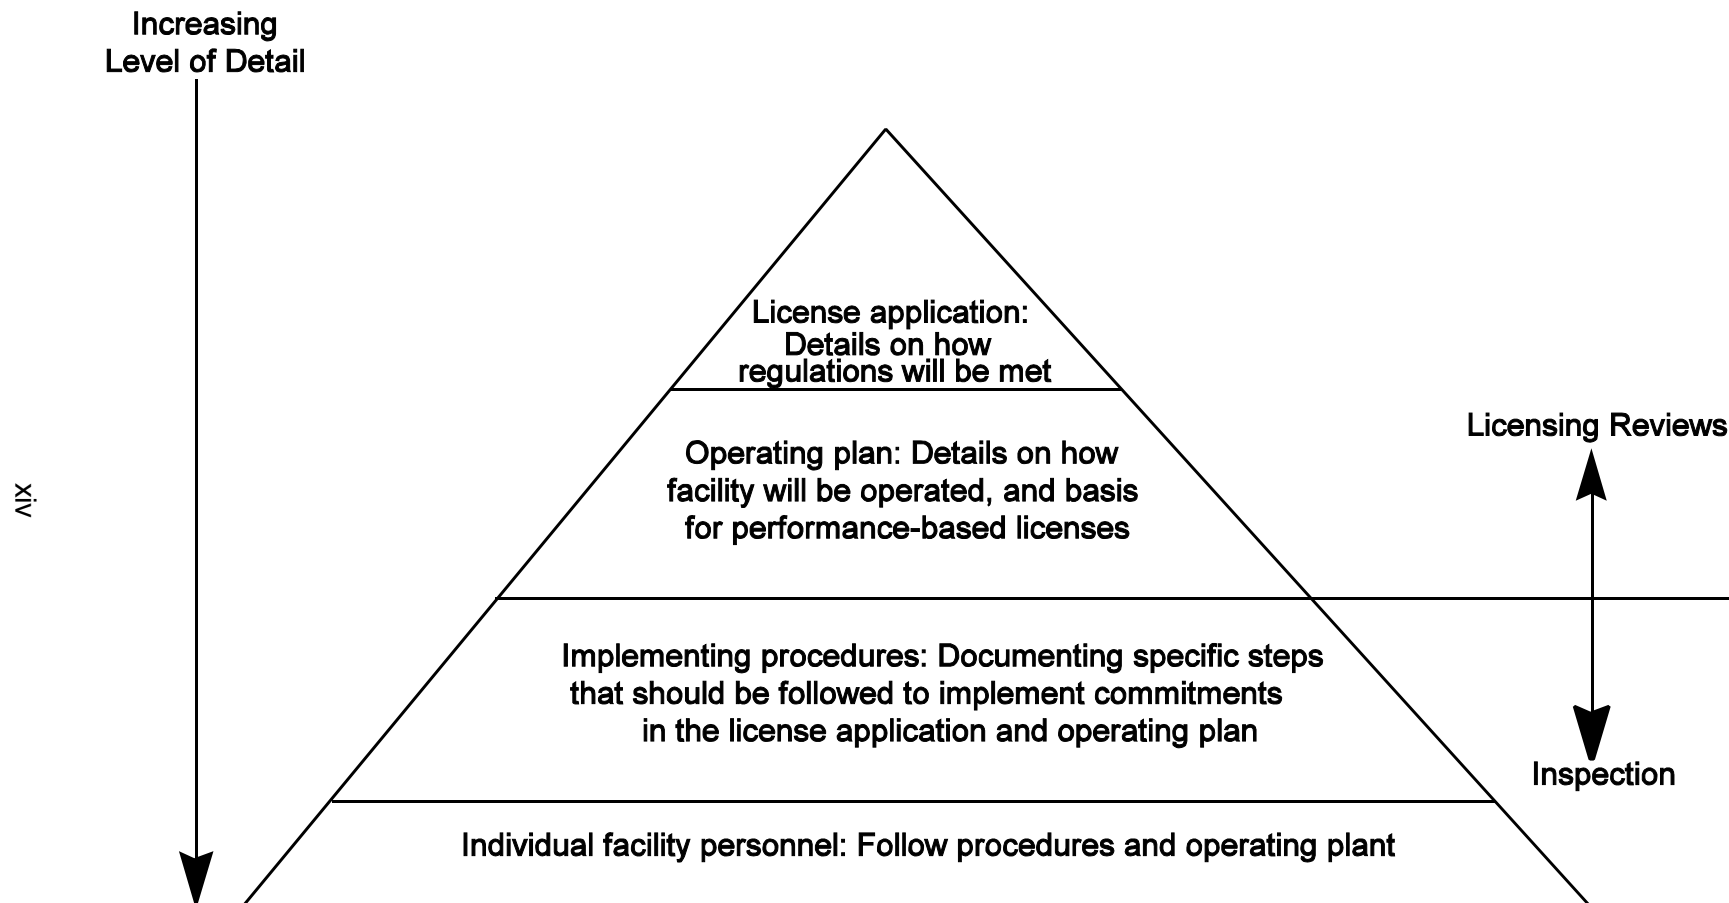 Increasing
Level of Detail
License application:
Details on how
regulations will be met
Operating plan: Details on how
facility will be operated, and basis
for performance-based licenses
Licensing Reviews
xiv
Implementing procedures: Documenting specific steps
that should be followed to implement commitments
in the license application and operating plan
Inspection
Individual facility personnel: Follow procedures and operating plant